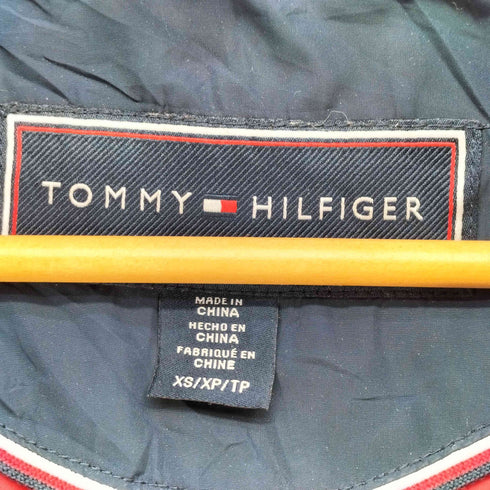 TOMMY HILFIGER
MADE IN
CHINA
HECHO EN
CHINA
FABRIQUÉ EN
CHINE
XS/XP/TP